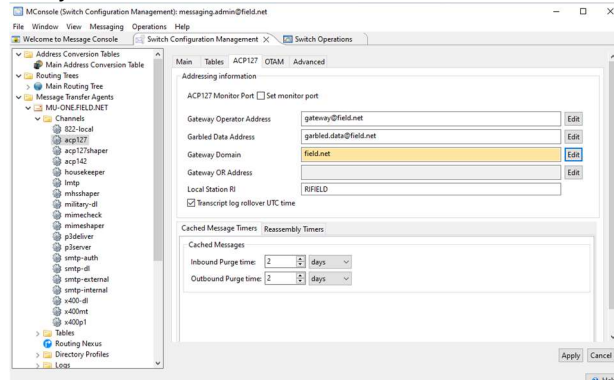 MConsole (Switch Configuration Management): messaging.admin@field.net
File Window View Messaging Operations Help
Welcome to Message Console Switch Configuration Management Switch Operations
Address Conversion Tables
Main Address Conversion Table
Routing Trees
Main Routing Tree
Message Transfer Agents
MU-ONE.FIELD.NET
Channels
822-local
acp127
acp127shaper
acp142
housekeeper
lmtp
mhsshaper
military-dl
mimecheck
mimeshaper
p3deliver
p3server
smtp-auth
smtp-dl
smtp-external
smtp-internal
x400-dl
x400mt
x400p1
Tables
Routing Nexus
Directory Profiles
Logs
Main Tables ACP127 OTAM Advanced
Addressing information
ACP127 Monitor Port Set monitor port
Gateway Operator Address gateway@field.net Edit
Garbled Data Address garbled.data@field.net Edit
Gateway Domain field.net Edit
Gateway OR Address Edit
Local Station RI RIFIELD
Transcript log rollover UTC time
Cached Message Timers Reassembly Timers
Cached Messages
Inbound Purge time: 2 days
Outbound Purge time: 2 days
Apply Cancel